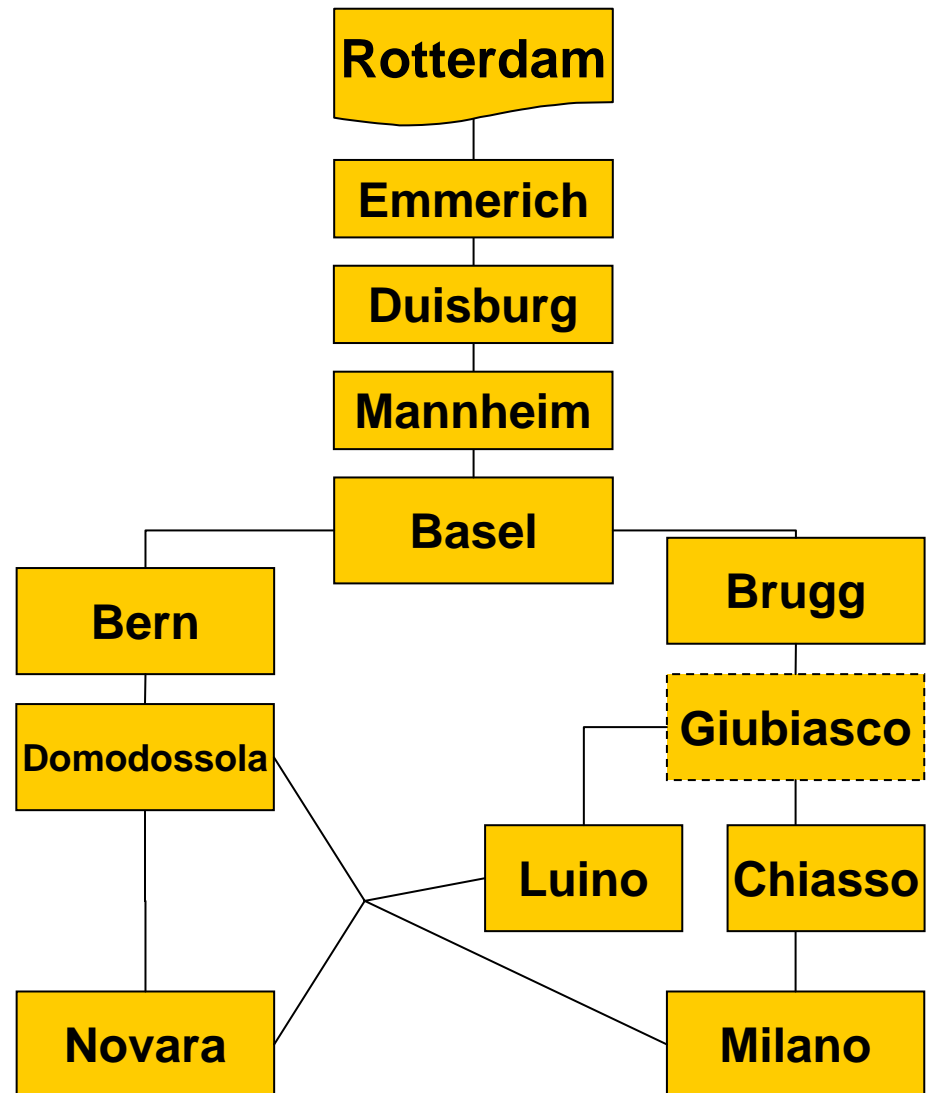 Rotterdam
Emmerich
Duisburg
Mannheim
Basel
Bern
Brugg
Domodossola
Giubiasco
Luino
Chiasso
Novara
Milano